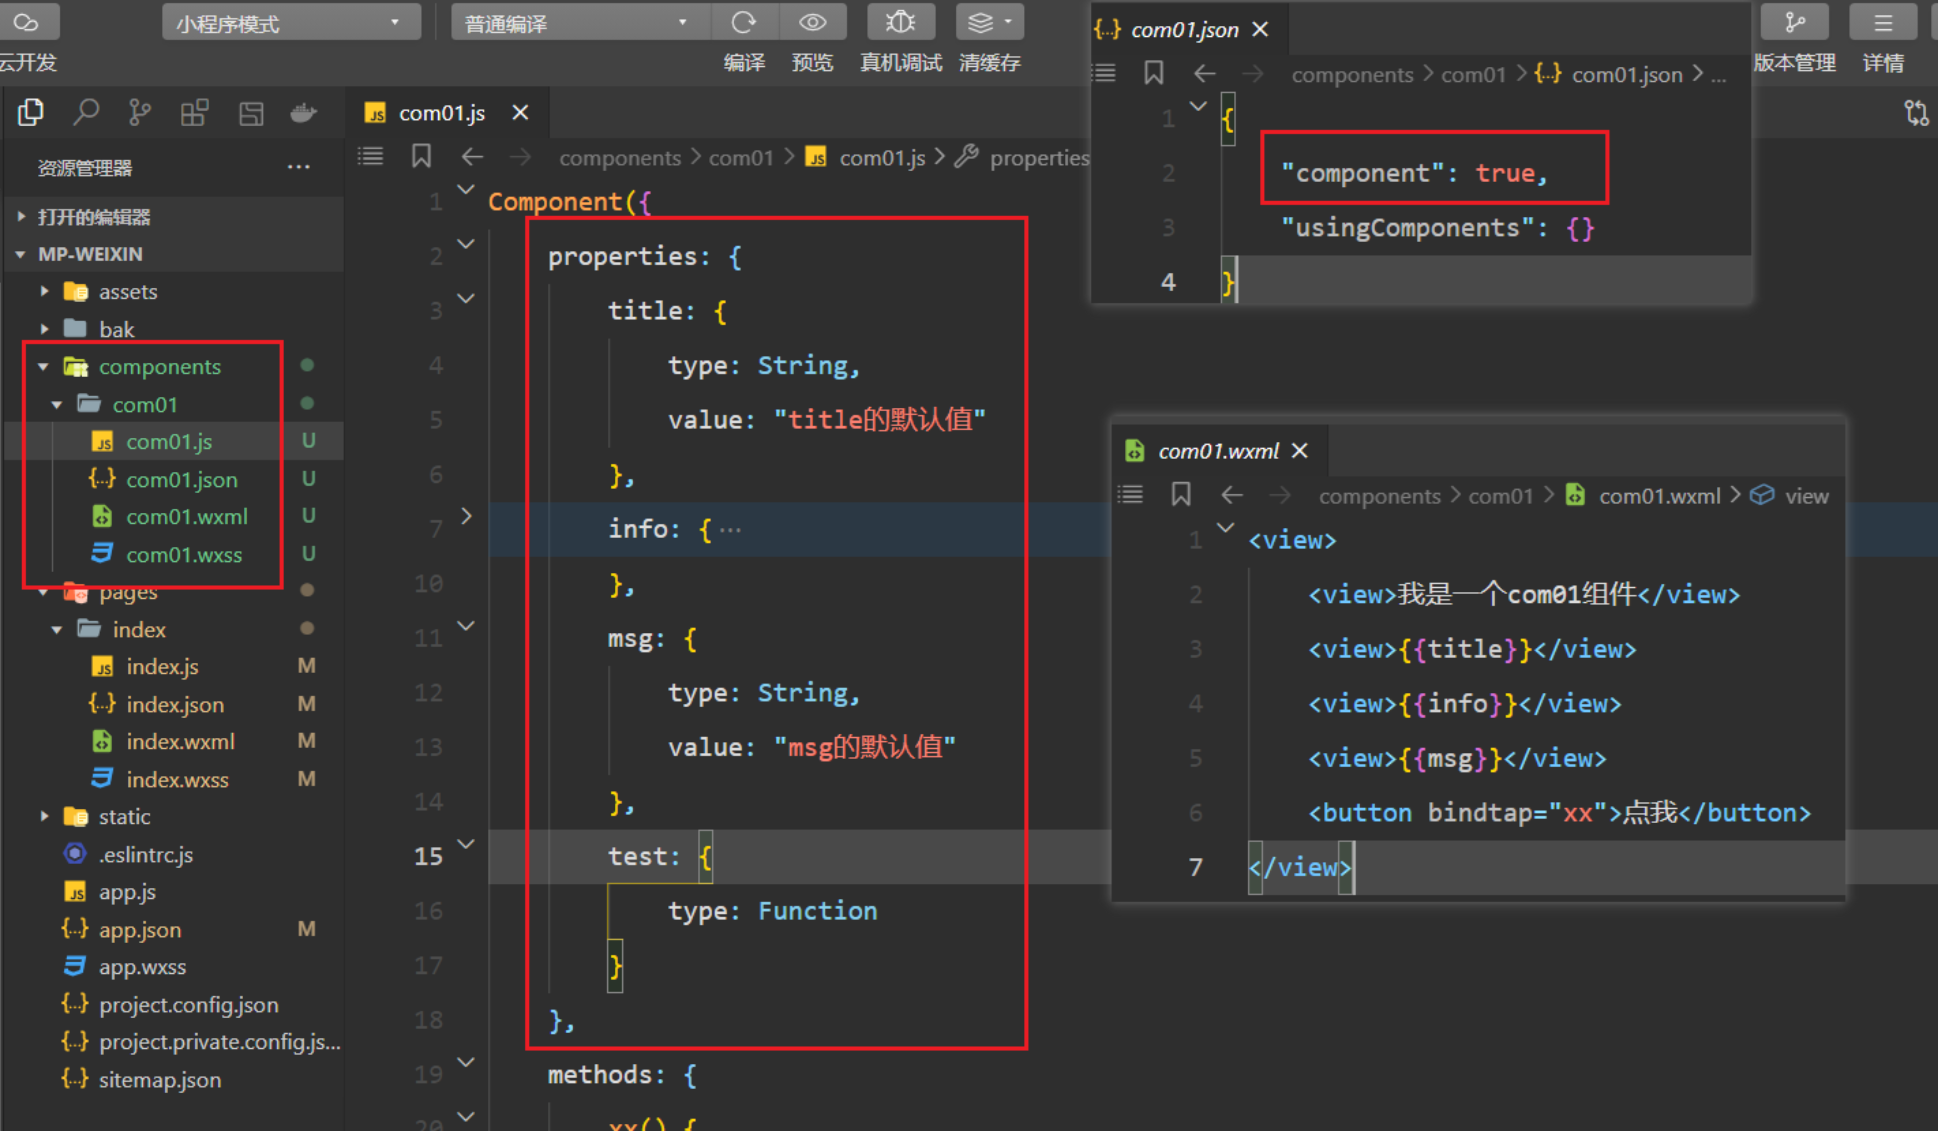 小程序模式
普通编译
云开发
编译
预览
真机调试
清缓存
版本管理
详情
资源管理器
打开的编辑器
MP-WEIXIN
assets
bak
components
com01
com01.js U
com01.json U
com01.wxml U
com01.wxss U
pages
index
index.js M
index.json M
index.wxml M
index.wxss M
static
.eslintrc.js
app.js
app.json M
app.wxss
project.config.json
project.private.config.js...
sitemap.json
com01.js
components > com01 > com01.js > properties
1 Component({
2 properties: {
3 title: {
4 type: String,
5 value: "title的默认值"
6 },
7 info: { ···
10 },
11 msg: {
12 type: String,
13 value: "msg的默认值"
14 },
15 test: {
16 type: Function
17 }
18 },
19 methods: {
20 xx() {
com01.json
components > com01 > com01.json > ...
1 {
2 "component": true,
3 "usingComponents": {}
4 }
com01.wxml
components > com01 > com01.wxml > view
1 <view>
2 <view>我是一个com01组件</view>
3 <view>{{title}}</view>
4 <view>{{info}}</view>
5 <view>{{msg}}</view>
6 <button bindtap="xx">点我</button>
7 </view>